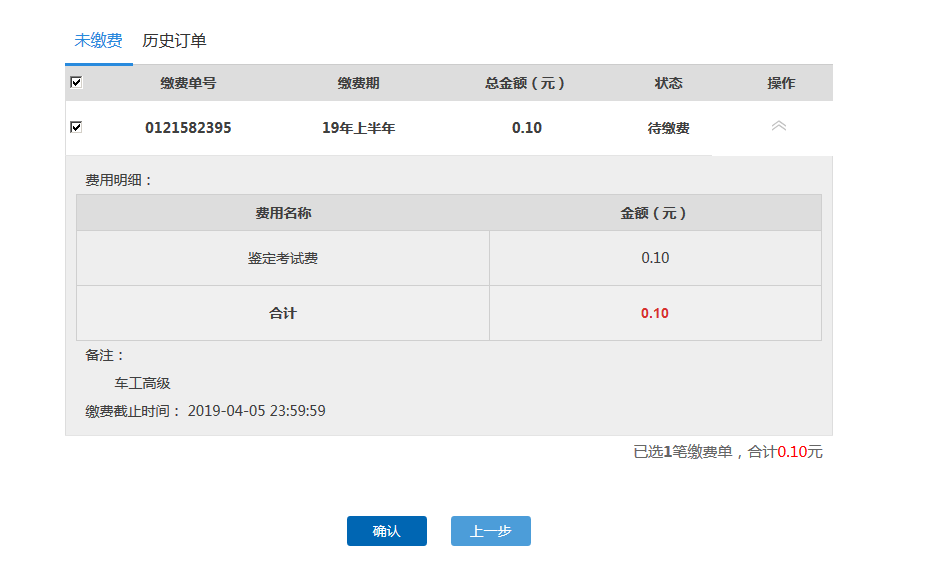 未缴费 历史订单
缴费单号 缴费期 总金额（元） 状态 操作
0121582395 19年上半年 0.10 待缴费
费用明细：
费用名称 金额（元）
鉴定考试费 0.10
合计 0.10
备注：
车工高级
缴费截止时间： 2019-04-05 23:59:59
已选1笔缴费单，合计0.10元
确认 上一步